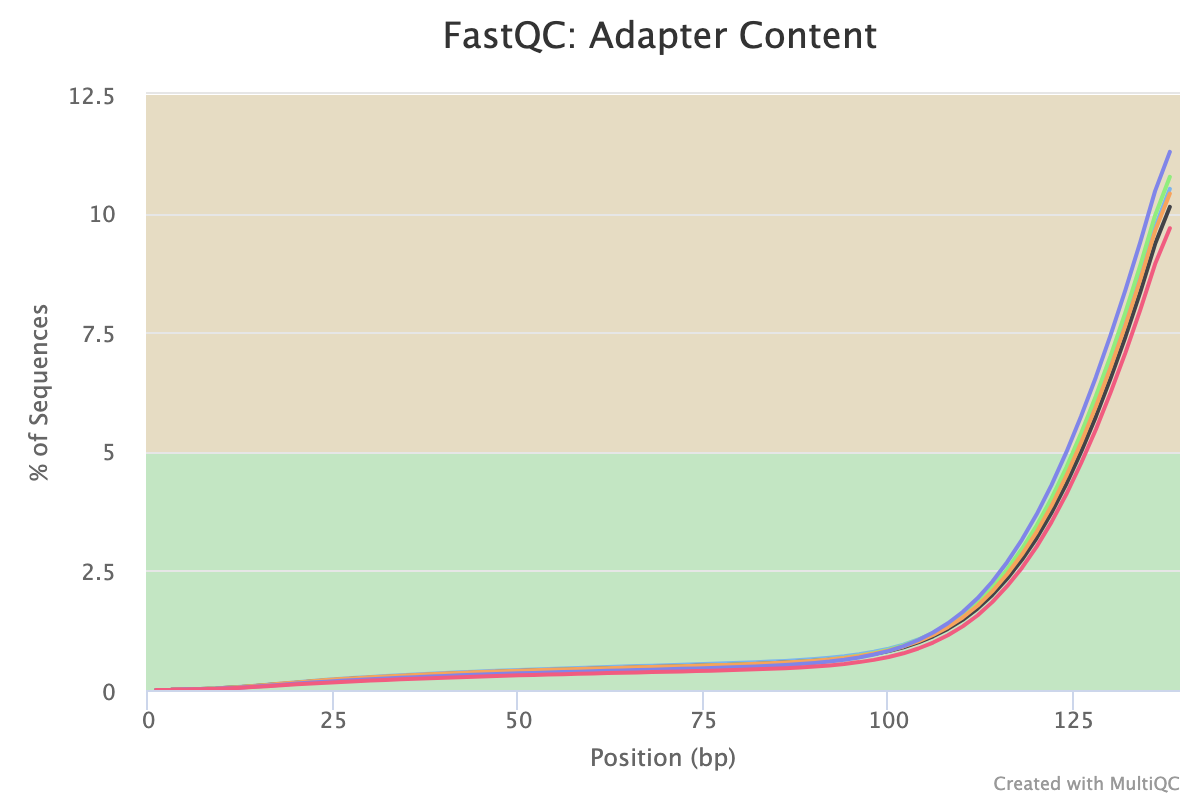 FastQC: Adapter Content
12.5
10
7.5
5
2.5
0
% of Sequences
0 25 50 75 100 125
Position (bp)
Created with MultiQC